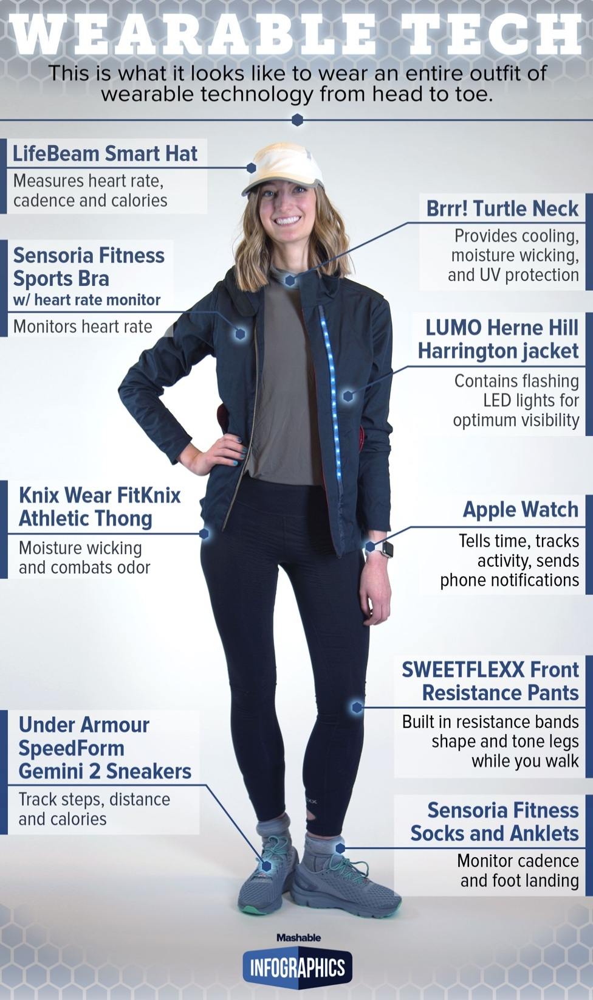 WEARABLE TECH
This is what it looks like to wear an entire outfit of
wearable technology from head to toe.
LifeBeam Smart Hat
Measures heart rate,
cadence and calories
Brrr! Turtle Neck
Provides cooling,
moisture wicking,
and UV protection
Sensoria Fitness
Sports Bra
w/ heart rate monitor
Monitors heart rate
LUMO Herne Hill
Harrington jacket
Contains flashing
LED lights for
optimum visibility
Knix Wear FitKnix
Athletic Thong
Moisture wicking
and combats odor
Apple Watch
Tells time, tracks
activity, sends
phone notifications
SWEETFLEXX Front
Resistance Pants
Built in resistance bands
shape and tone legs
while you walk
Under Armour
SpeedForm
Gemini 2 Sneakers
Track steps, distance
and calories
Sensoria Fitness
Socks and Anklets
Monitor cadence
and foot landing
Mashable
INFOGRAPHICS